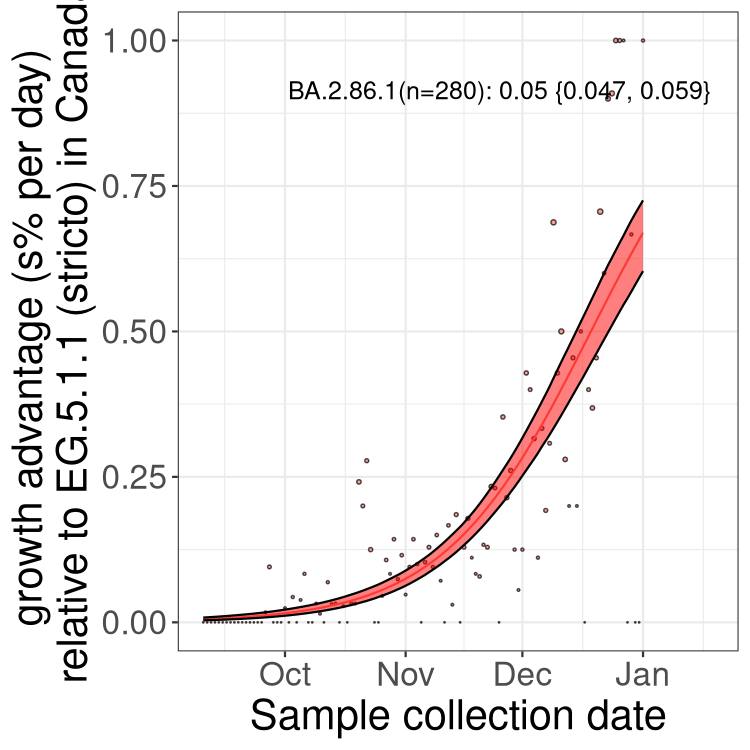 growth advantage (s% per day)
relative to EG.5.1.1 (stricto) in Canada
1.00
0.75
0.50
0.25
0.00
BA.2.86.1(n=280): 0.05 {0.047, 0.059}
Oct Nov Dec Jan
Sample collection date